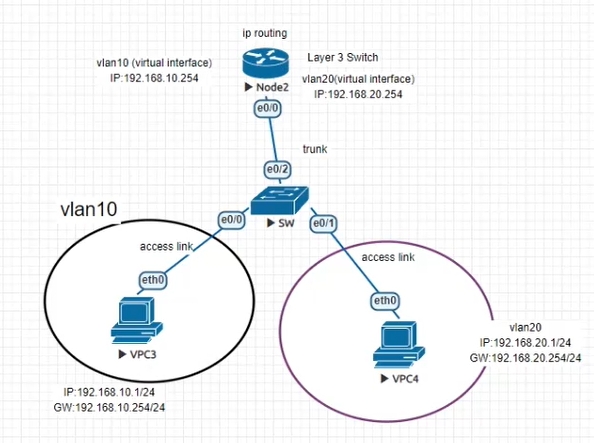 ip routing
vlan10 (virtual interface)
IP:192.168.10.254
Layer 3 Switch
vlan20(virtual interface)
IP:192.168.20.254
Node2
e0/0
trunk
e0/2
SW
vlan10
e0/0
e0/1
access link
access link
eth0
eth0
VPC3
VPC4
vlan20
IP:192.168.20.1/24
GW:192.168.20.254/24
IP:192.168.10.1/24
GW:192.168.10.254/24